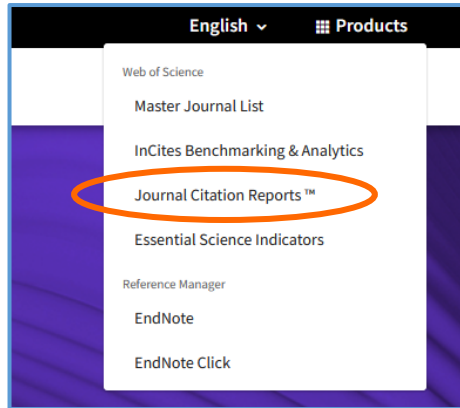 English Products
Web of Science
Master Journal List
InCites Benchmarking & Analytics
Journal Citation Reports ™
Essential Science Indicators
Reference Manager
EndNote
EndNote Click